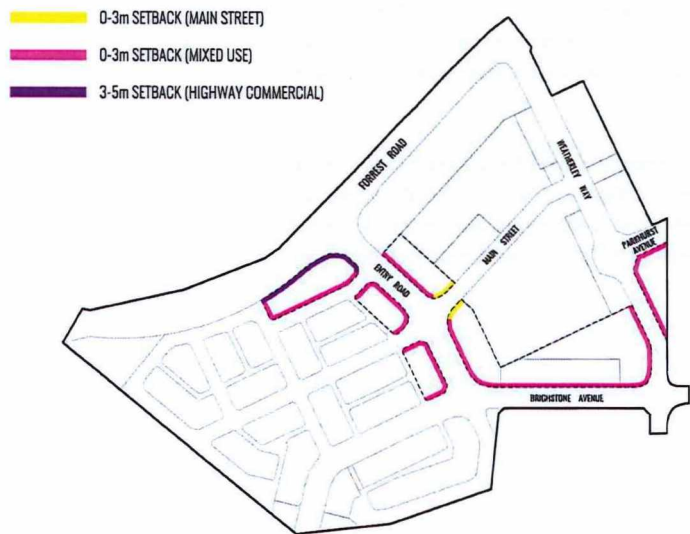 0-3m SETBACK (MAIN STREET)
0-3m SETBACK (MIXED USE)
3-5m SETBACK (HIGHWAY COMMERCIAL)
FORREST ROAD
WEATHERLEY WAY
PARKHURST
AVENUE
MAIN STREET
ENTRY ROAD
BRIGHSTONE AVENUE